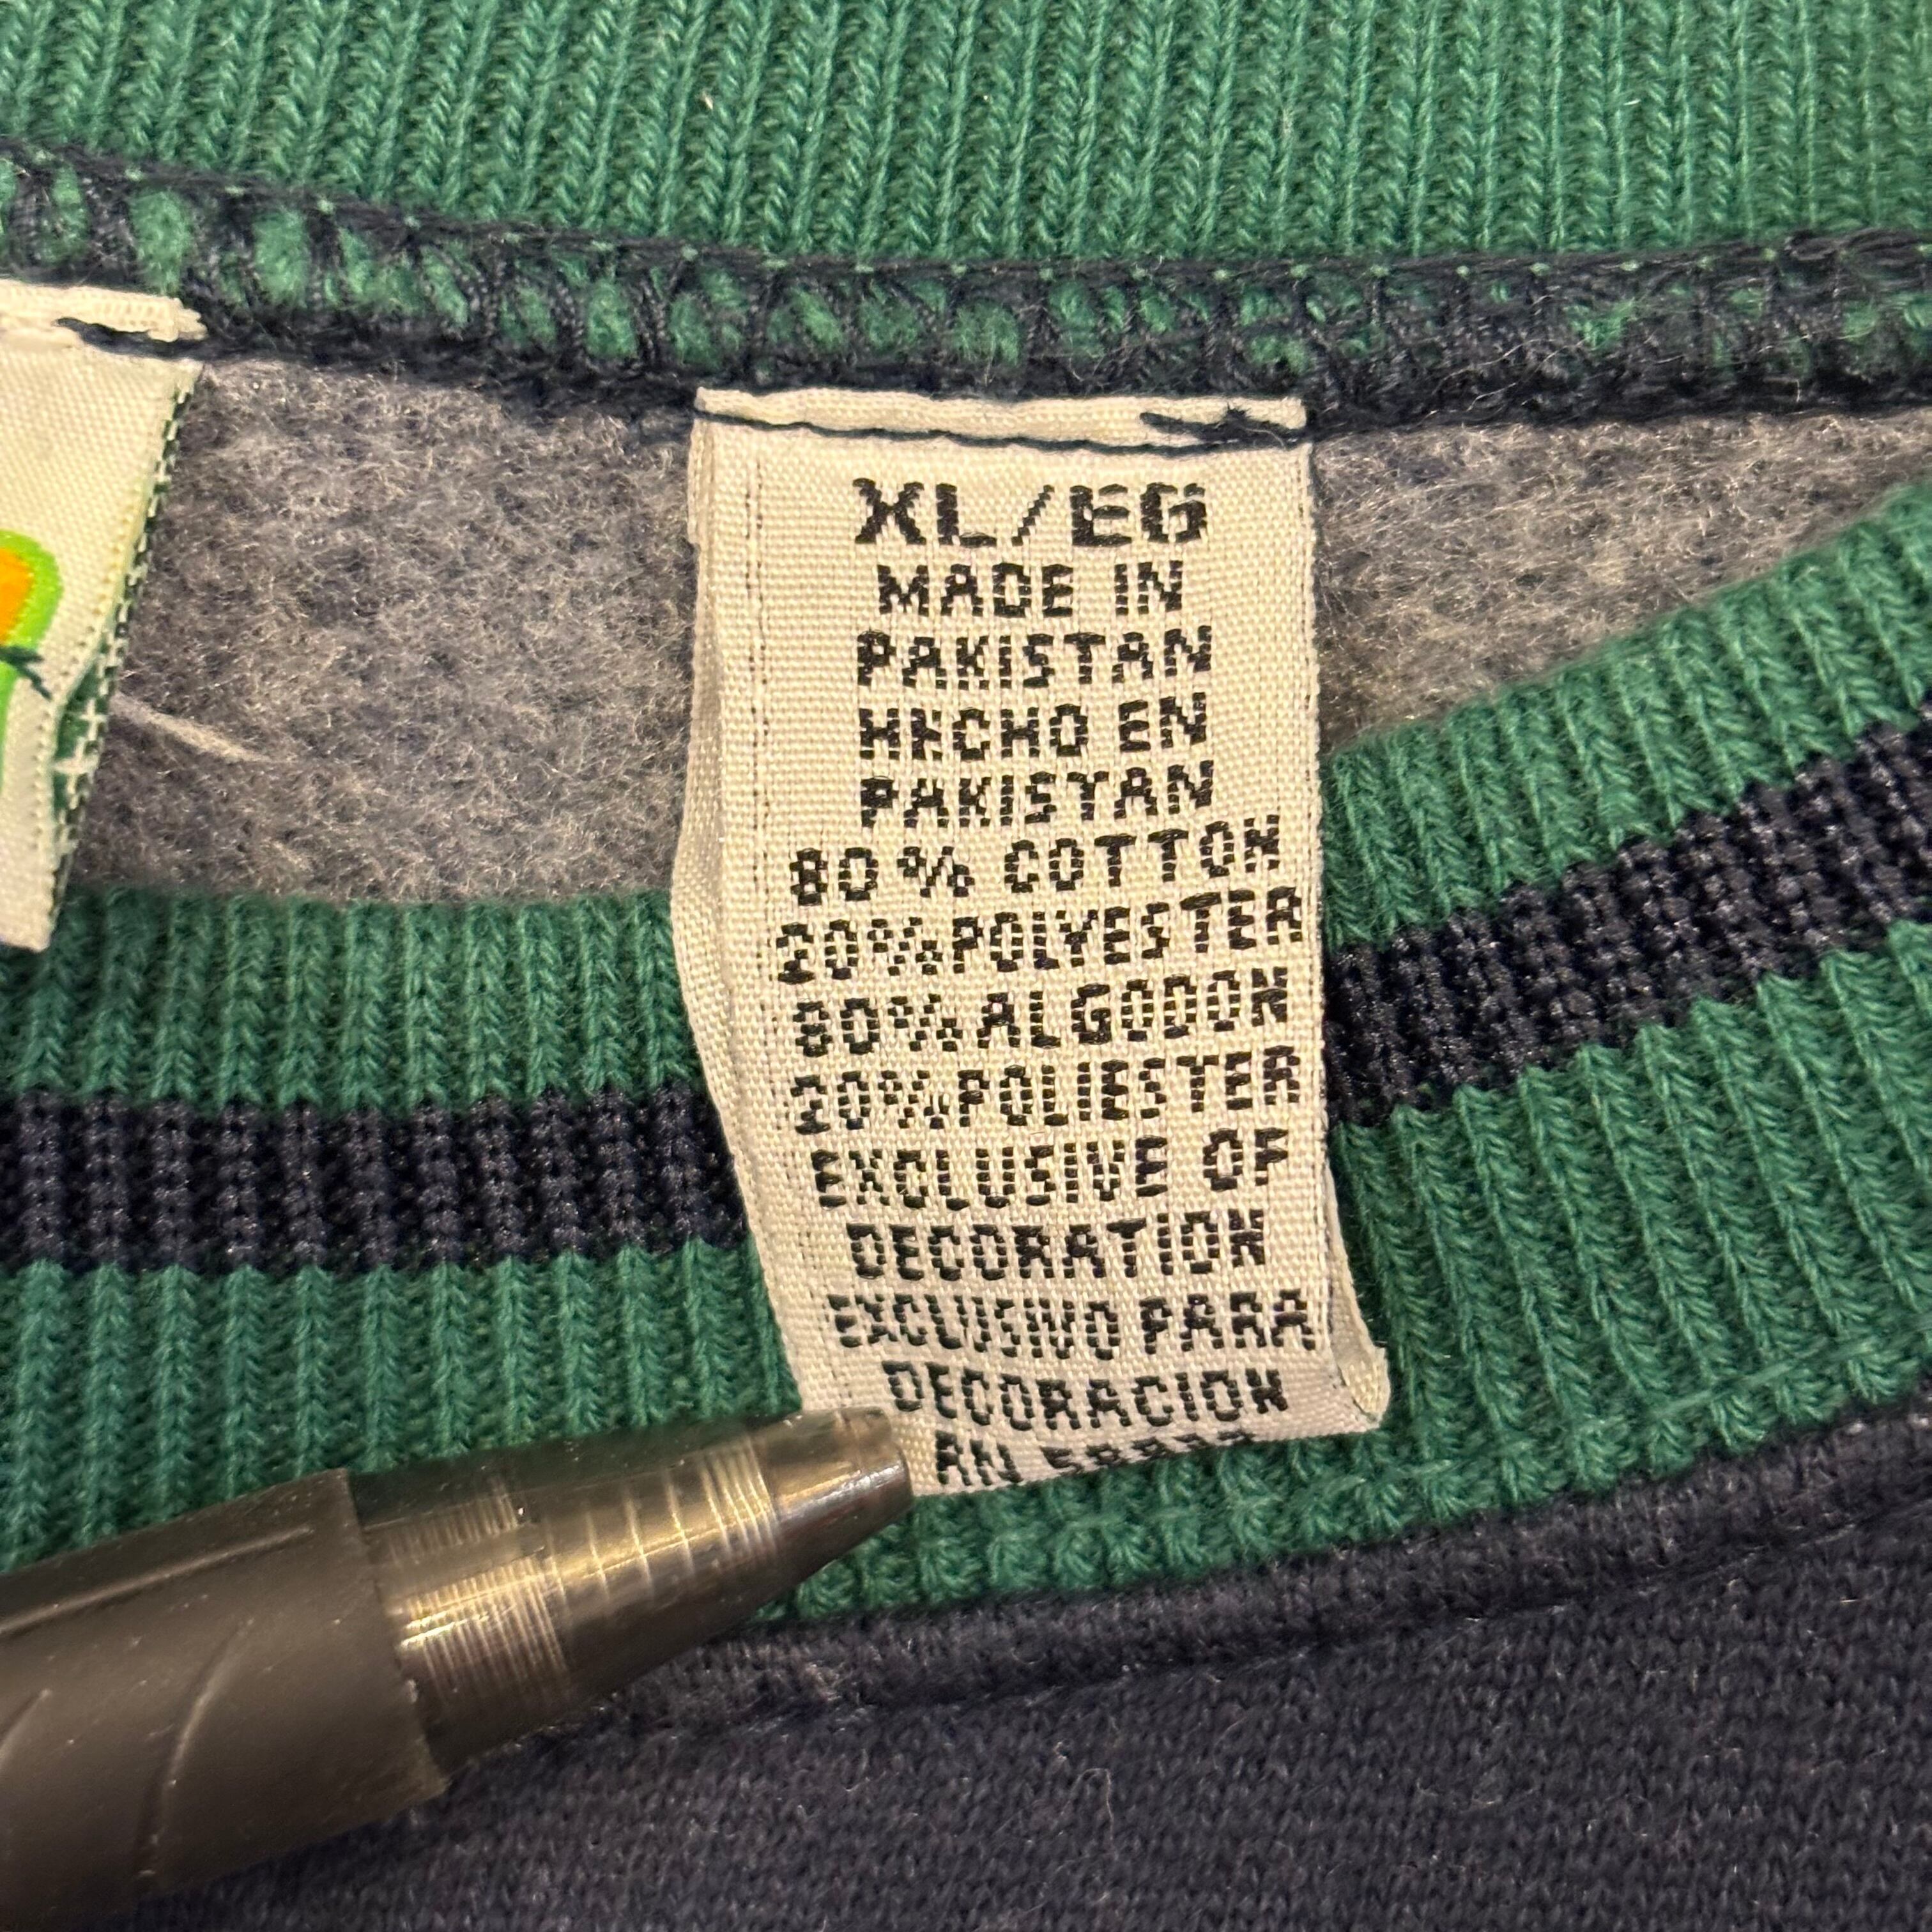 XL/EG
MADE IN
PAKISTAN
HECHO EN
PAKISTAN
80% COTTON
20% POLYESTER
80% ALGODON
20% POLIESTER
EXCLUSIVE OF
DECORATION
EXCLUSIVO PARA
DECORACION
RN